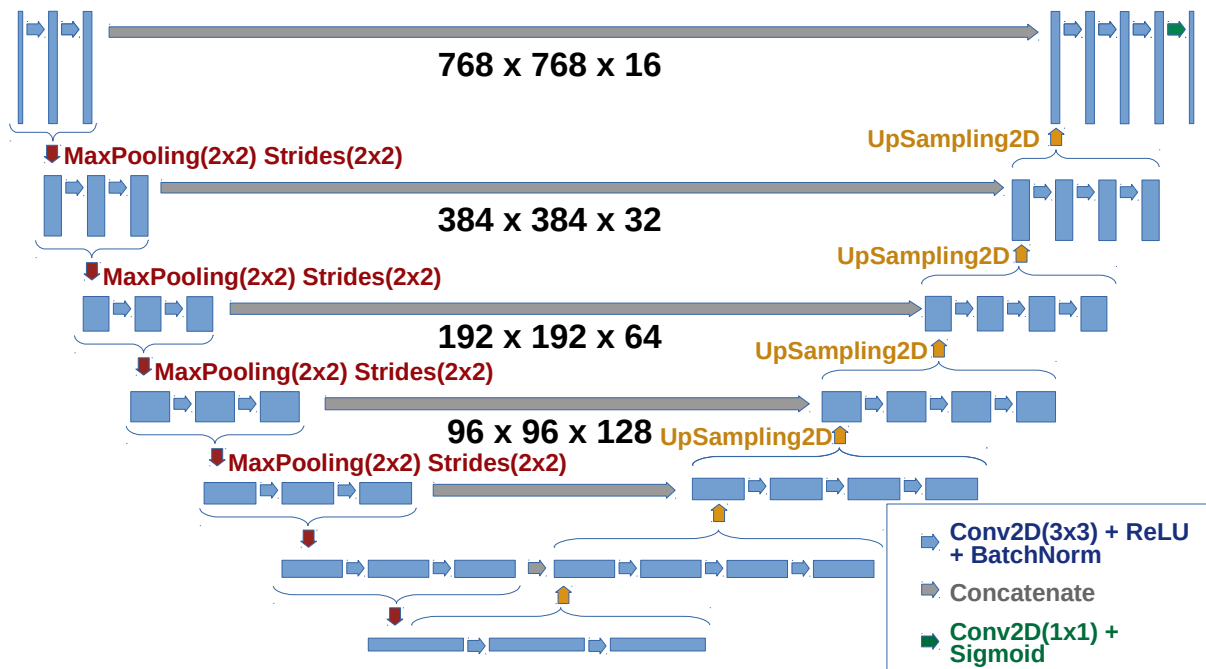 768 x 768 x 16
UpSampling2D
MaxPooling(2x2) Strides(2x2)
384 x 384 x 32
UpSampling2D
MaxPooling(2x2) Strides(2x2)
192 x 192 x 64
UpSampling2D
MaxPooling(2x2) Strides(2x2)
96 x 96 x 128
UpSampling2D
MaxPooling(2x2) Strides(2x2)
Conv2D(3x3) + ReLU
+ BatchNorm
Concatenate
Conv2D(1x1) +
Sigmoid